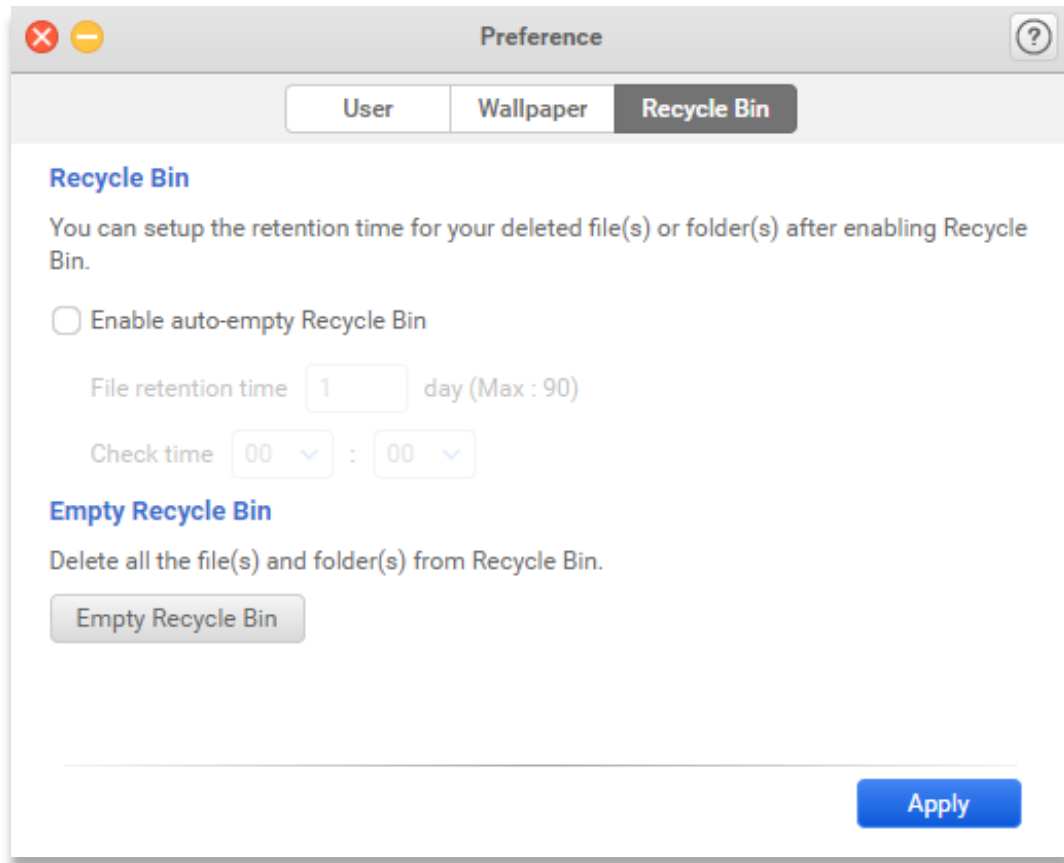 Preference
?
User Wallpaper Recycle Bin
Recycle Bin
You can setup the retention time for your deleted file(s) or folder(s) after enabling Recycle
Bin.
Enable auto-empty Recycle Bin
File retention time 1 day (Max : 90)
Check time 00 : 00
Empty Recycle Bin
Delete all the file(s) and folder(s) from Recycle Bin.
Empty Recycle Bin
Apply